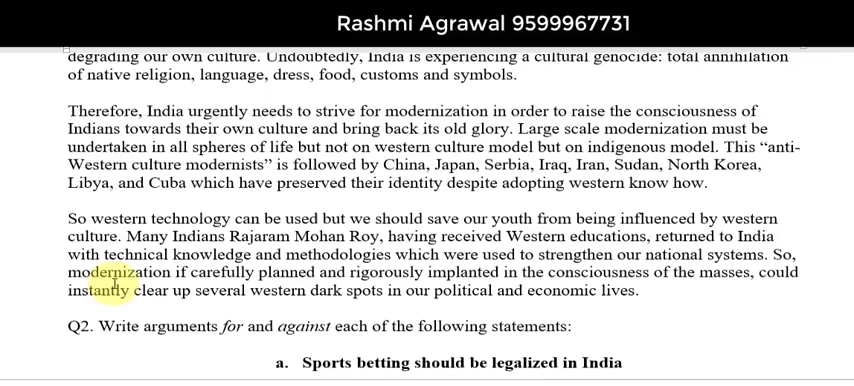 Rashmi Agrawal 9599967731
degrading our own culture. Undoubtedly, India is experiencing a cultural genocide: total annihilation
of native religion, language, dress, food, customs and symbols.
Therefore, India urgently needs to strive for modernization in order to raise the consciousness of
Indians towards their own culture and bring back its old glory. Large scale modernization must be
undertaken in all spheres of life but not on western culture model but on indigenous model. This “anti-
Western culture modernists” is followed by China, Japan, Serbia, Iraq, Iran, Sudan, North Korea,
Libya, and Cuba which have preserved their identity despite adopting western know how.
So western technology can be used but we should save our youth from being influenced by western
culture. Many Indians Rajaram Mohan Roy, having received Western educations, returned to India
with technical knowledge and methodologies which were used to strengthen our national systems. So,
modernization if carefully planned and rigorously implanted in the consciousness of the masses, could
instantly clear up several western dark spots in our political and economic lives.
Q2. Write arguments for and against each of the following statements:
a. Sports betting should be legalized in India